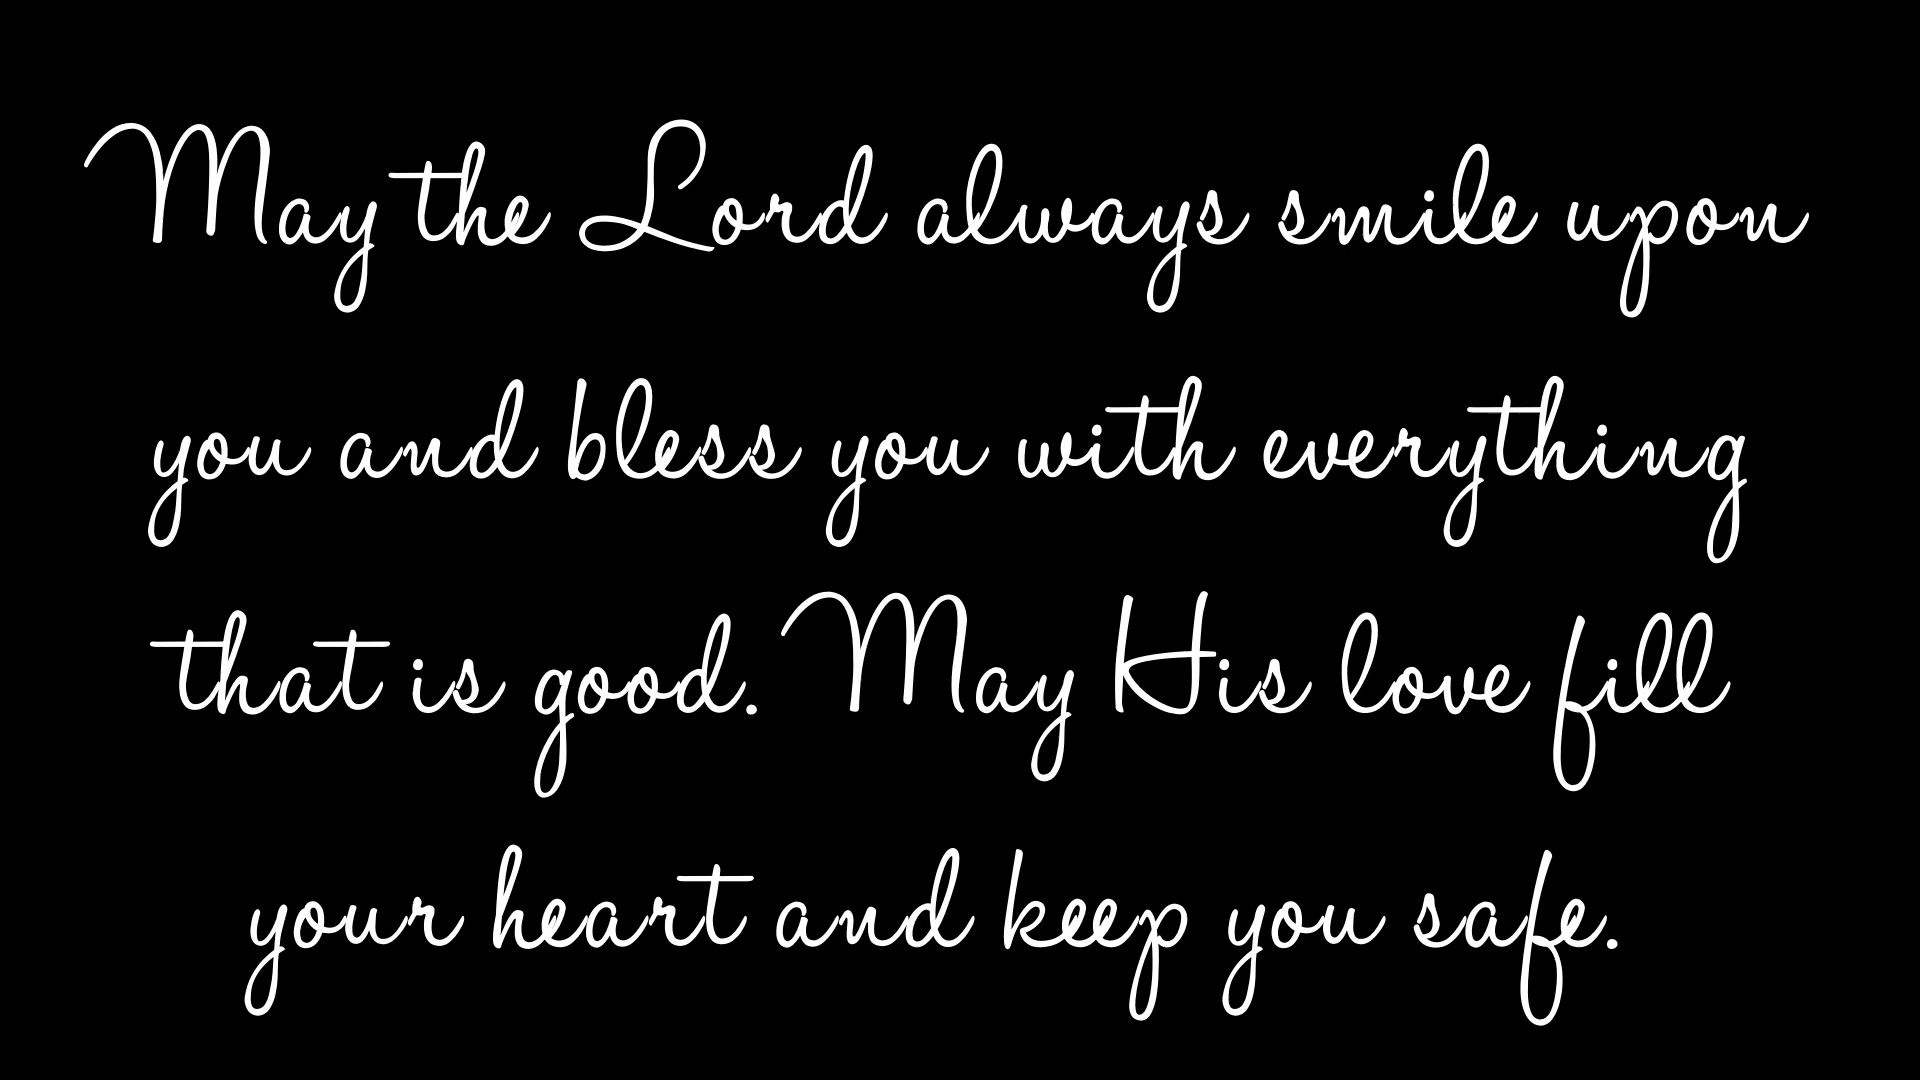 May the Lord always smile upon
you and bless you with everything
that is good. May His love fill
your heart and keep you safe.